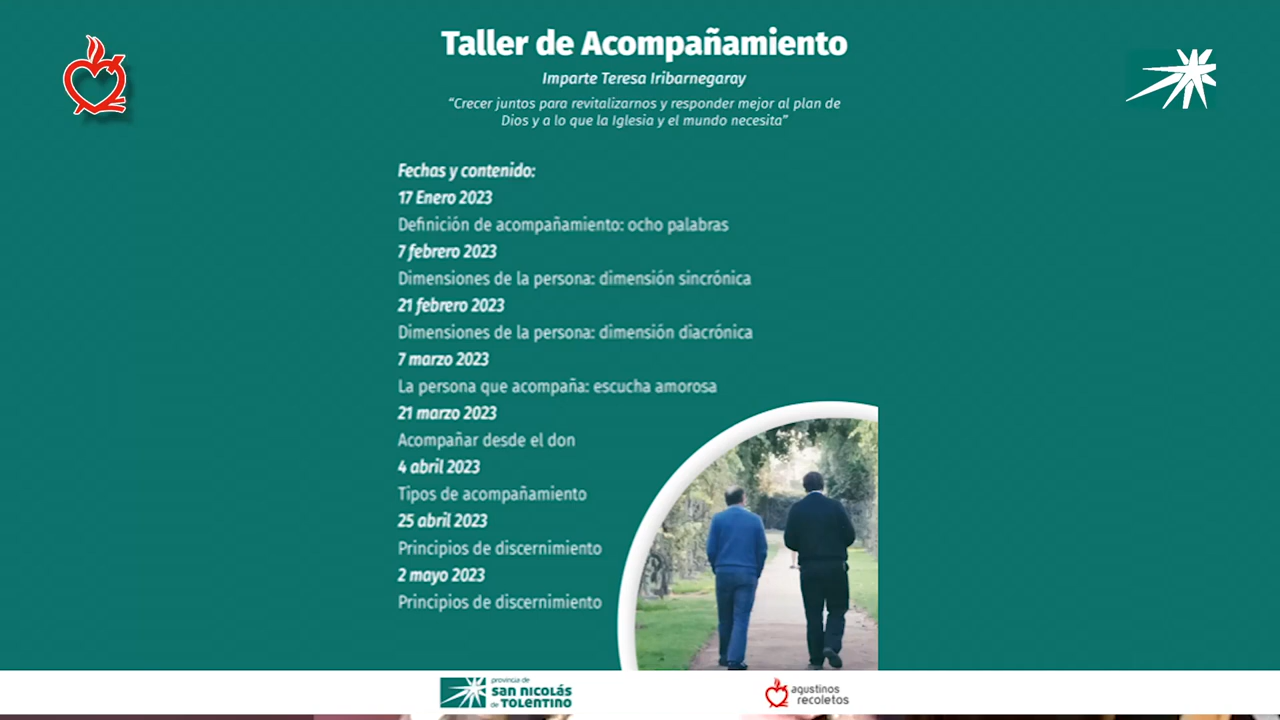 Taller de Acompañamiento
Imparte Teresa Iribarnegaray
“Crecer juntos para revitalizarnos y responder mejor al plan de
Dios y a lo que la Iglesia y el mundo necesita”
Fechas y contenido:
17 Enero 2023
Definición de acompañamiento: ocho palabras
7 febrero 2023
Dimensiones de la persona: dimensión sincrónica
21 febrero 2023
Dimensiones de la persona: dimensión diacrónica
7 marzo 2023
La persona que acompaña: escucha amorosa
21 marzo 2023
Acompañar desde el don
4 abril 2023
Tipos de acompañamiento
25 abril 2023
Principios de discernimiento
2 mayo 2023
Principios de discernimiento
provincia de
SAN NICOLÁS
de TOLENTINO
agustinos
recoletos